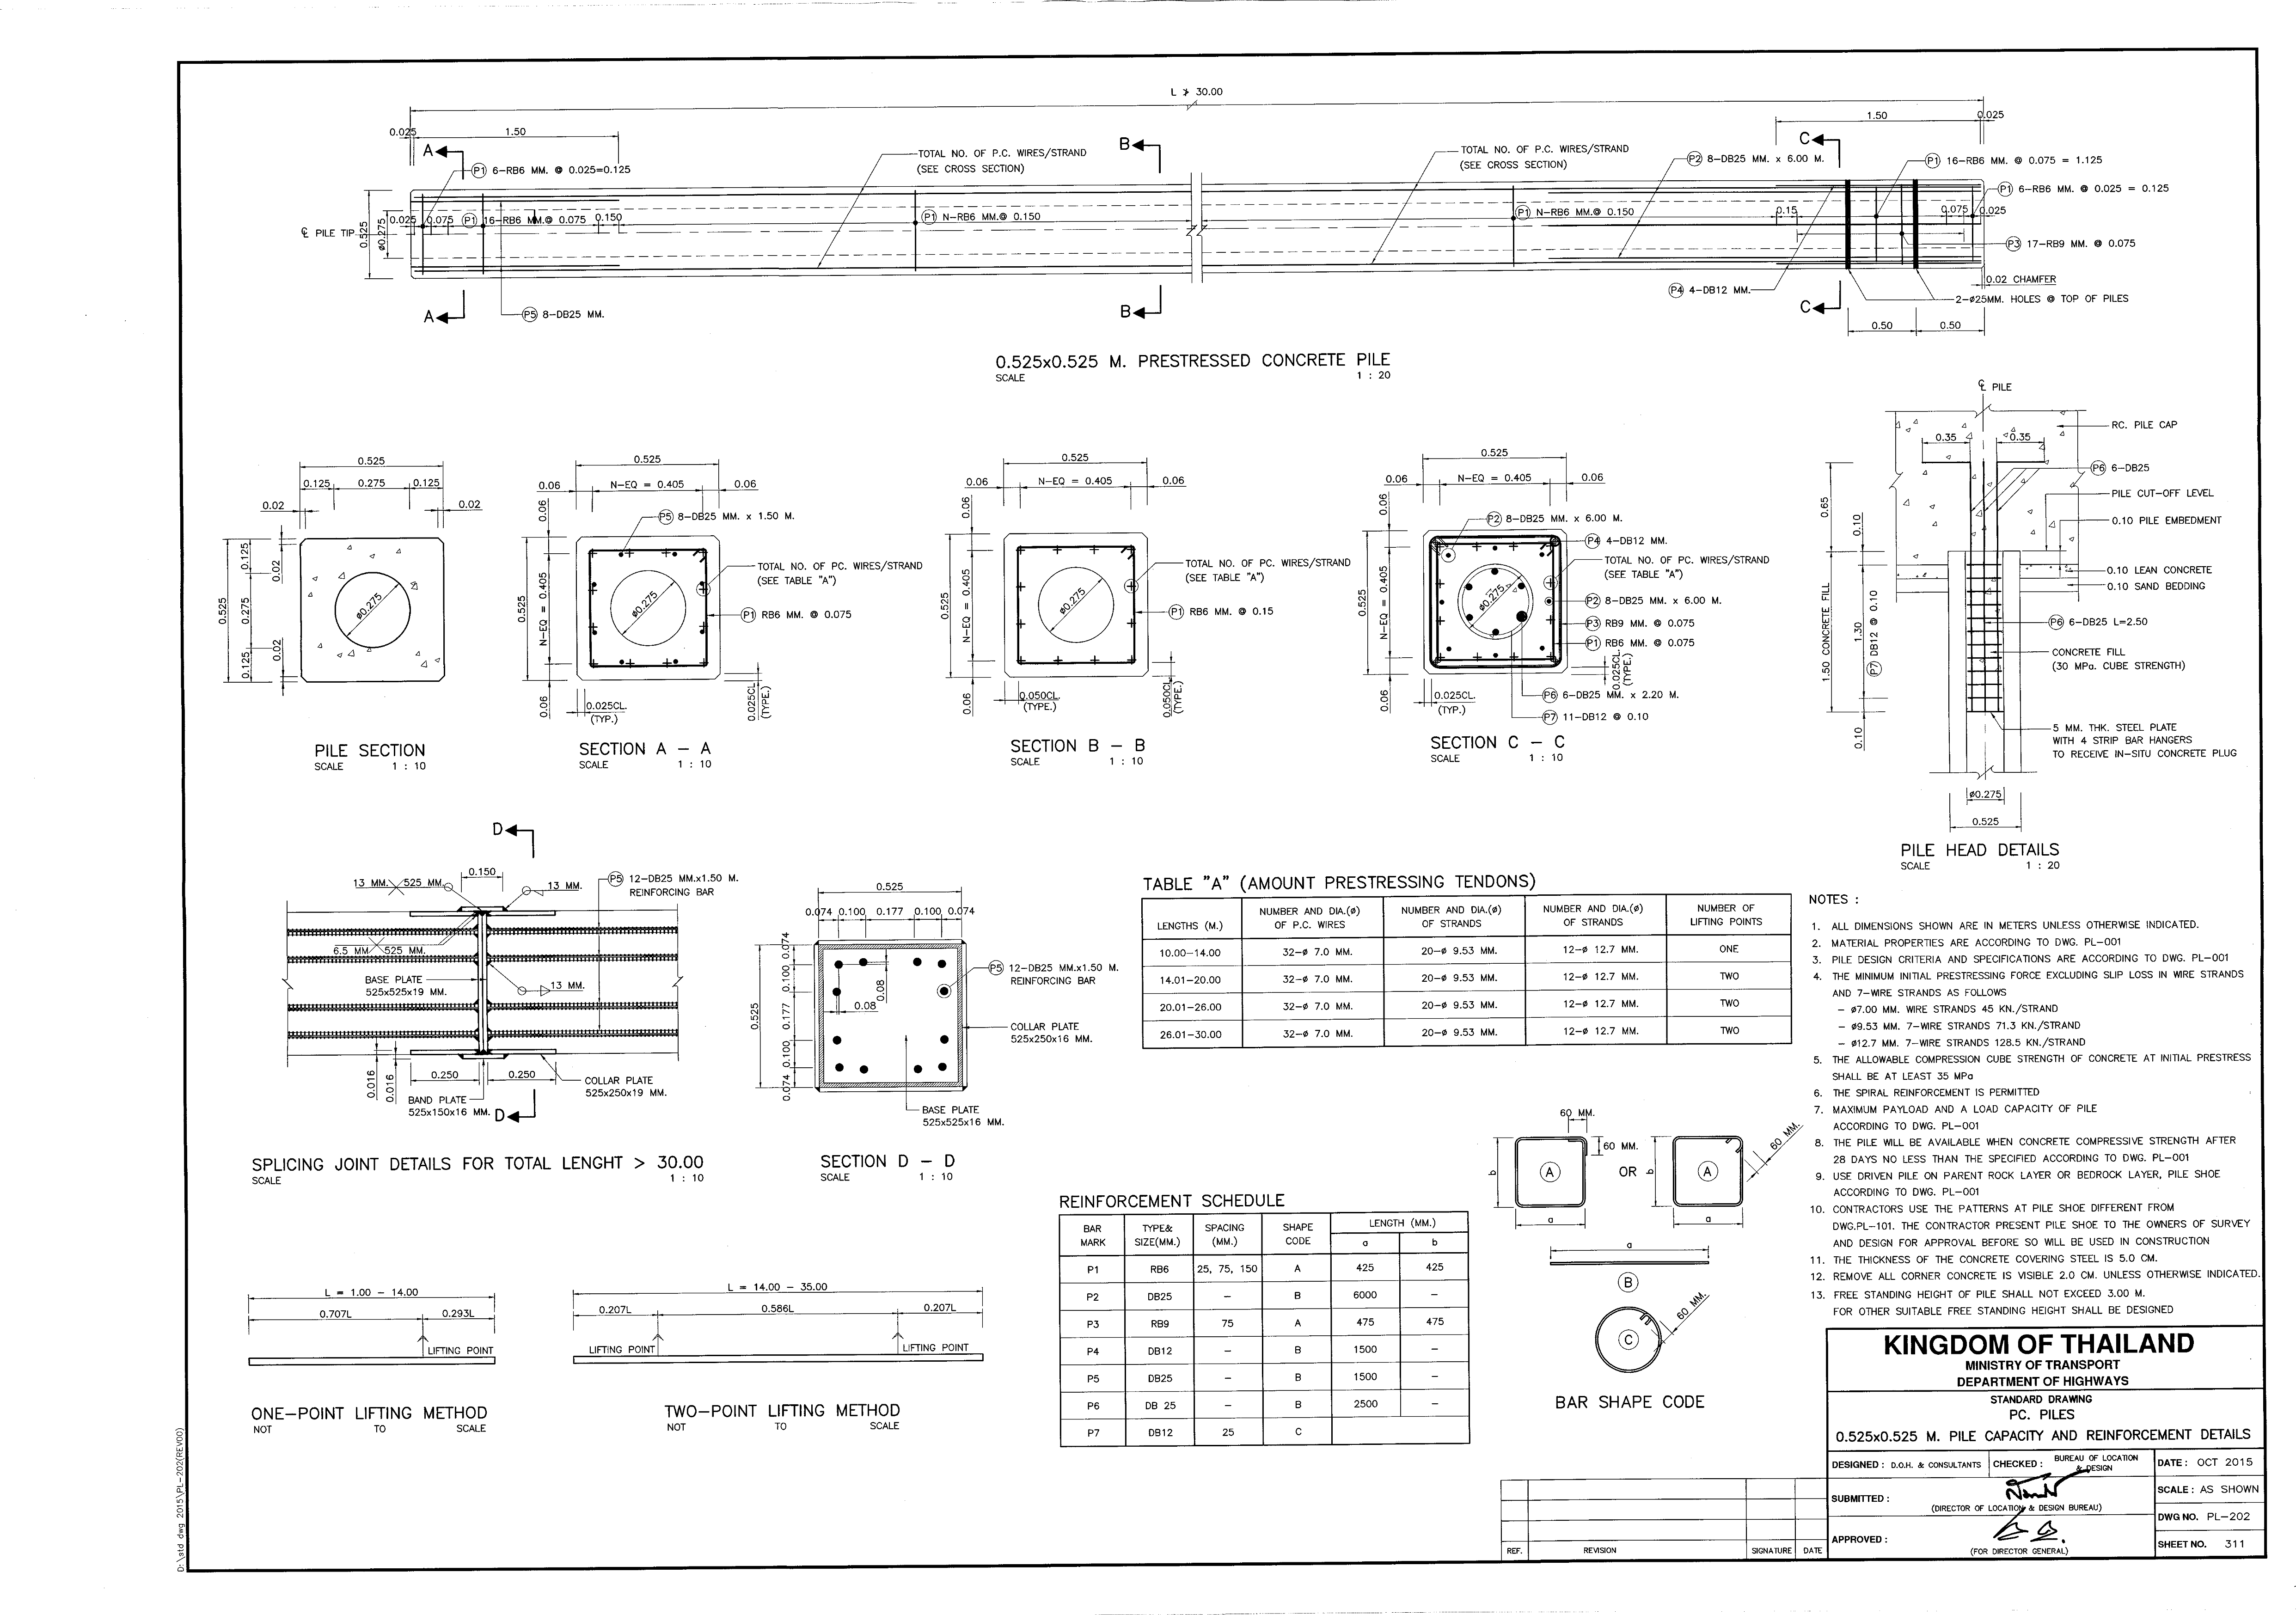 L ≯ 30.00
0.025
1.50
1.50
0.025
A
B
C
P1 6-RB6 MM. @ 0.025=0.125
TOTAL NO. OF P.C. WIRES/STRAND
(SEE CROSS SECTION)
TOTAL NO. OF P.C. WIRES/STRAND
(SEE CROSS SECTION)
P2 8-DB25 MM. x 6.00 M.
P1 16-RB6 MM. @ 0.075 = 1.125
P1 6-RB6 MM. @ 0.025 = 0.125
℄ PILE TIP
0.525
ø0.275
0.025
0.075
P1 16-RB6 MM.@ 0.075
0.150
P1 N-RB6 MM.@ 0.150
P1 N-RB6 MM.@ 0.150
0.15
0.075
0.025
P3 17-RB9 MM. @ 0.075
0.02 CHAMFER
P4 4-DB12 MM.
2-ø25MM. HOLES @ TOP OF PILES
A
P5 8-DB25 MM.
B
C
0.50
0.50
0.525x0.525 M. PRESTRESSED CONCRETE PILE
SCALE 1 : 20
0.525
0.125
0.275
0.125
0.02
0.02
0.525
0.125
0.275
0.125
0.02
0.02
ø0.275
PILE SECTION
SCALE 1 : 10
0.525
0.06
N-EQ = 0.405
0.06
0.06
P5 8-DB25 MM. x 1.50 M.
0.525
N-EQ = 0.405
ø0.275
TOTAL NO. OF PC. WIRES/STRAND
(SEE TABLE "A")
P1 RB6 MM. @ 0.075
0.06
0.025CL.
(TYP.)
0.025CL
(TYPE.)
SECTION A - A
SCALE 1 : 10
0.525
0.06
N-EQ = 0.405
0.06
0.06
0.525
N-EQ = 0.405
ø0.275
TOTAL NO. OF PC. WIRES/STRAND
(SEE TABLE "A")
P1 RB6 MM. @ 0.15
0.06
0.050CL.
(TYPE.)
0.050CL
(TYPE.)
SECTION B - B
SCALE 1 : 10
0.525
0.06
N-EQ = 0.405
0.06
0.06
P2 8-DB25 MM. x 6.00 M.
P4 4-DB12 MM.
TOTAL NO. OF PC. WIRES/STRAND
(SEE TABLE "A")
0.525
N-EQ = 0.405
ø0.275
P2 8-DB25 MM. x 6.00 M.
P3 RB9 MM. @ 0.075
P1 RB6 MM. @ 0.075
0.06
0.025CL.
(TYP.)
0.025CL.
(TYPE.)
P6 6-DB25 MM. x 2.20 M.
P7 11-DB12 @ 0.10
SECTION C - C
SCALE 1 : 10
℄ PILE
RC. PILE CAP
0.35
0.35
P6 6-DB25
PILE CUT-OFF LEVEL
0.10 PILE EMBEDMENT
0.65
0.10
0.10 LEAN CONCRETE
0.10 SAND BEDDING
1.50 CONCRETE FILL
1.30
P7 DB12 @ 0.10
P6 6-DB25 L=2.50
CONCRETE FILL
(30 MPa. CUBE STRENGTH)
0.10
5 MM. THK. STEEL PLATE
WITH 4 STRIP BAR HANGERS
TO RECEIVE IN-SITU CONCRETE PLUG
ø0.275
0.525
PILE HEAD DETAILS
SCALE 1 : 20
D
0.150
13 MM. 525 MM.
13 MM.
P5 12-DB25 MM.x1.50 M.
REINFORCING BAR
6.5 MM. 525 MM.
BASE PLATE
525x525x19 MM.
13 MM.
0.016
0.016
0.250
0.250
COLLAR PLATE
525x250x19 MM.
BAND PLATE
525x150x16 MM.
D
SPLICING JOINT DETAILS FOR TOTAL LENGHT > 30.00
SCALE 1 : 10
0.525
0.074 0.100 0.177 0.100 0.074
0.525
0.074 0.100 0.177 0.100 0.074
0.08
0.08
P5 12-DB25 MM.x1.50 M.
REINFORCING BAR
COLLAR PLATE
525x250x16 MM.
BASE PLATE
525x525x16 MM.
SECTION D - D
SCALE 1 : 10
TABLE "A" (AMOUNT PRESTRESSING TENDONS)
LENGTHS (M.) | NUMBER AND DIA.(ø) OF P.C. WIRES | NUMBER AND DIA.(ø) OF STRANDS | NUMBER AND DIA.(ø) OF STRANDS | NUMBER OF LIFTING POINTS
10.00-14.00 32-ø 7.0 MM. 20-ø 9.53 MM. 12-ø 12.7 MM. ONE
14.01-20.00 32-ø 7.0 MM. 20-ø 9.53 MM. 12-ø 12.7 MM. TWO
20.01-26.00 32-ø 7.0 MM. 20-ø 9.53 MM. 12-ø 12.7 MM. TWO
26.01-30.00 32-ø 7.0 MM. 20-ø 9.53 MM. 12-ø 12.7 MM. TWO
NOTES :
1. ALL DIMENSIONS SHOWN ARE IN METERS UNLESS OTHERWISE INDICATED.
2. MATERIAL PROPERTIES ARE ACCORDING TO DWG. PL-001
3. PILE DESIGN CRITERIA AND SPECIFICATIONS ARE ACCORDING TO DWG. PL-001
4. THE MINIMUM INITIAL PRESTRESSING FORCE EXCLUDING SLIP LOSS IN WIRE STRANDS
AND 7-WIRE STRANDS AS FOLLOWS
- ø7.00 MM. WIRE STRANDS 45 KN./STRAND
- ø9.53 MM. 7-WIRE STRANDS 71.3 KN./STRAND
- ø12.7 MM. 7-WIRE STRANDS 128.5 KN./STRAND
5. THE ALLOWABLE COMPRESSION CUBE STRENGTH OF CONCRETE AT INITIAL PRESTRESS
SHALL BE AT LEAST 35 MPa
6. THE SPIRAL REINFORCEMENT IS PERMITTED
7. MAXIMUM PAYLOAD AND A LOAD CAPACITY OF PILE
ACCORDING TO DWG. PL-001
8. THE PILE WILL BE AVAILABLE WHEN CONCRETE COMPRESSIVE STRENGTH AFTER
28 DAYS NO LESS THAN THE SPECIFIED ACCORDING TO DWG. PL-001
9. USE DRIVEN PILE ON PARENT ROCK LAYER OR BEDROCK LAYER, PILE SHOE
ACCORDING TO DWG. PL-001
10. CONTRACTORS USE THE PATTERNS AT PILE SHOE DIFFERENT FROM
DWG.PL-101. THE CONTRACTOR PRESENT PILE SHOE TO THE OWNERS OF SURVEY
AND DESIGN FOR APPROVAL BEFORE SO WILL BE USED IN CONSTRUCTION
11. THE THICKNESS OF THE CONCRETE COVERING STEEL IS 5.0 CM.
12. REMOVE ALL CORNER CONCRETE IS VISIBLE 2.0 CM. UNLESS OTHERWISE INDICATED.
13. FREE STANDING HEIGHT OF PILE SHALL NOT EXCEED 3.00 M.
FOR OTHER SUITABLE FREE STANDING HEIGHT SHALL BE DESIGNED
L = 1.00 - 14.00
0.707L
0.293L
LIFTING POINT
ONE-POINT LIFTING METHOD
NOT TO SCALE
L = 14.00 - 35.00
0.207L
0.586L
0.207L
LIFTING POINT
LIFTING POINT
TWO-POINT LIFTING METHOD
NOT TO SCALE
REINFORCEMENT SCHEDULE
BAR MARK | TYPE& SIZE(MM.) | SPACING (MM.) | SHAPE CODE | LENGTH (MM.) a b
P1 RB6 25, 75, 150 A 425 425
P2 DB25 - B 6000 -
P3 RB9 75 A 475 475
P4 DB12 - B 1500 -
P5 DB25 - B 1500 -
P6 DB 25 - B 2500 -
P7 DB12 25 C
60 MM.
60 MM.
b
A
a
OR
b
A
a
60 MM.
a
B
C
60 MM.
BAR SHAPE CODE
KINGDOM OF THAILAND
MINISTRY OF TRANSPORT
DEPARTMENT OF HIGHWAYS
STANDARD DRAWING
PC. PILES
0.525x0.525 M. PILE CAPACITY AND REINFORCEMENT DETAILS
DESIGNED : D.O.H. & CONSULTANTS
CHECKED : BUREAU OF LOCATION & DESIGN
DATE : OCT 2015
SUBMITTED :
(DIRECTOR OF LOCATION & DESIGN BUREAU)
SCALE : AS SHOWN
DWG NO. PL-202
APPROVED :
(FOR DIRECTOR GENERAL)
SHEET NO. 311
REF. REVISION SIGNATURE DATE
D:\std dwg 2015\PL-202(REV00)